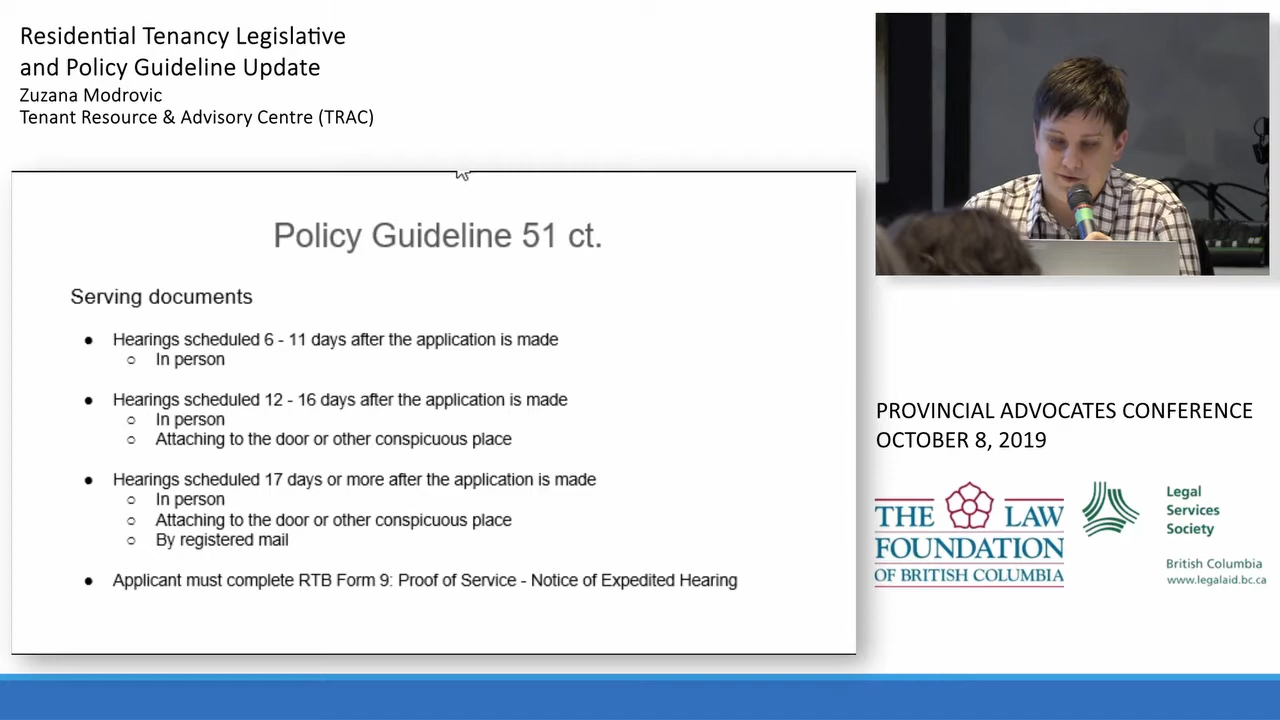 Residential Tenancy Legislative
and Policy Guideline Update
Zuzana Modrovic
Tenant Resource & Advisory Centre (TRAC)
Policy Guideline 51 ct.
Serving documents
● Hearings scheduled 6 - 11 days after the application is made
○ In person
● Hearings scheduled 12 - 16 days after the application is made
○ In person
○ Attaching to the door or other conspicuous place
● Hearings scheduled 17 days or more after the application is made
○ In person
○ Attaching to the door or other conspicuous place
○ By registered mail
● Applicant must complete RTB Form 9: Proof of Service - Notice of Expedited Hearing
PROVINCIAL ADVOCATES CONFERENCE
OCTOBER 8, 2019
THE LAW
FOUNDATION
OF BRITISH COLUMBIA
Legal
Services
Society
British Columbia
www.legalaid.bc.ca